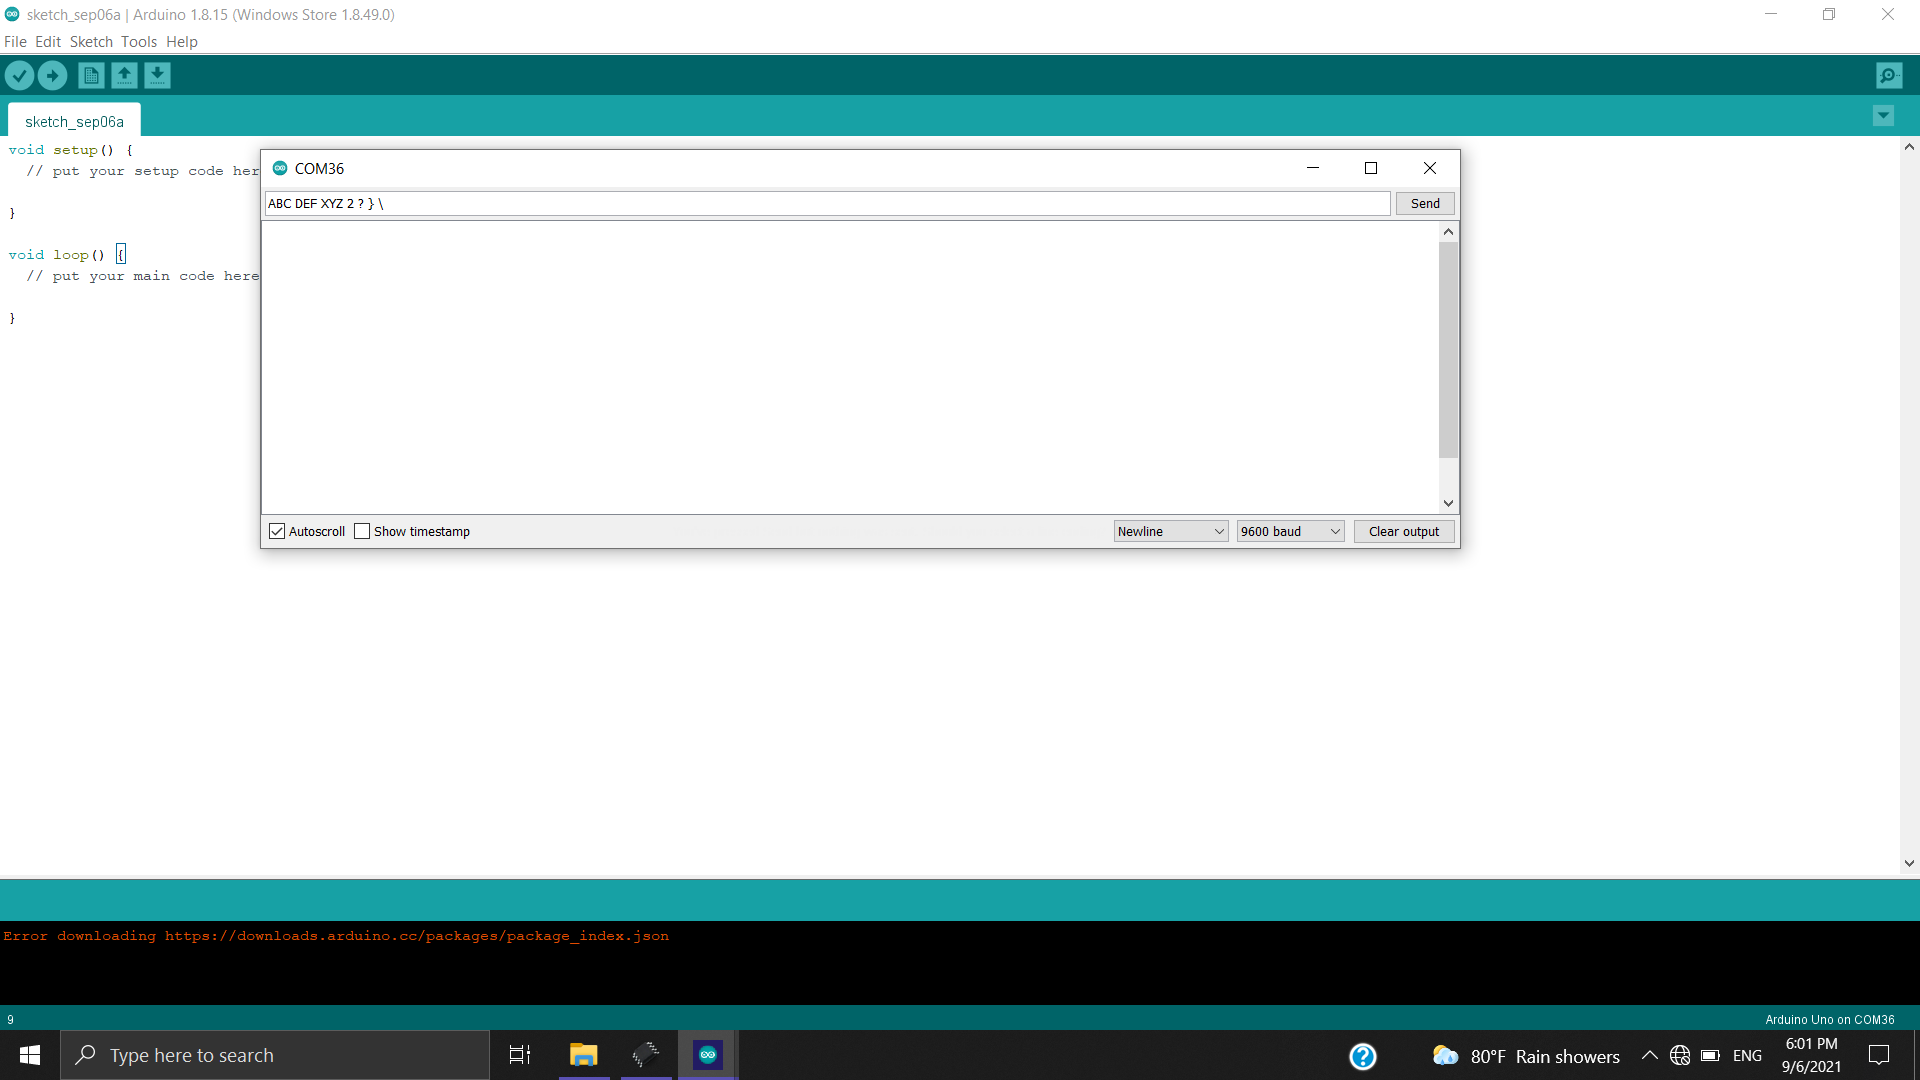 sketch_sep06a | Arduino 1.8.15 (Windows Store 1.8.49.0)
File Edit Sketch Tools Help
sketch_sep06a
void setup() {
// put your setup code her
}
void loop() {
// put your main code here
}
COM36
ABC DEF XYZ 2 ? } \
Send
Autoscroll
Show timestamp
Newline
9600 baud
Clear output
Error downloading https://downloads.arduino.cc/packages/package_index.json
9
Arduino Uno on COM36
Type here to search
80°F Rain showers
ENG
6:01 PM
9/6/2021